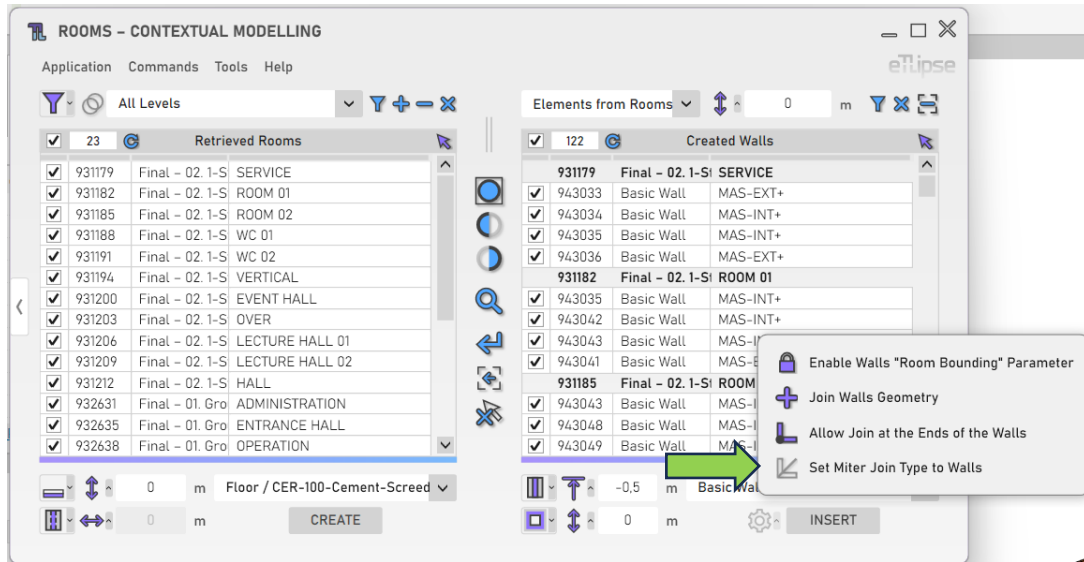 ROOMS – CONTEXTUAL MODELLING
Application Commands Tools Help
eTLipse
All Levels
Elements from Rooms 0 m
23 Retrieved Rooms
122 Created Walls
931179 Final – 02. 1-S SERVICE
931182 Final – 02. 1-S ROOM 01
931185 Final – 02. 1-S ROOM 02
931188 Final – 02. 1-S WC 01
931191 Final – 02. 1-S WC 02
931194 Final – 02. 1-S VERTICAL
931200 Final – 02. 1-S EVENT HALL
931203 Final – 02. 1-S OVER
931206 Final – 02. 1-S LECTURE HALL 01
931209 Final – 02. 1-S LECTURE HALL 02
931212 Final – 02. 1-S HALL
932631 Final – 01. Gro ADMINISTRATION
932635 Final – 01. Gro ENTRANCE HALL
932638 Final – 01. Gro OPERATION
931179 Final – 02. 1-St SERVICE
943033 Basic Wall MAS-EXT+
943034 Basic Wall MAS-INT+
943035 Basic Wall MAS-INT+
943036 Basic Wall MAS-EXT+
931182 Final – 02. 1-St ROOM 01
943035 Basic Wall MAS-INT+
943042 Basic Wall MAS-INT+
943043 Basic Wall MAS-I
943041 Basic Wall MAS-E
931185 Final – 02. 1-St ROOM
943043 Basic Wall MAS-I
943048 Basic Wall MAS-I
943049 Basic Wall MAS-I
Enable Walls "Room Bounding" Parameter
Join Walls Geometry
Allow Join at the Ends of the Walls
Set Miter Join Type to Walls
0 m Floor / CER-100-Cement-Screed
0 m CREATE
-0,5 m Basic Wal
0 m INSERT